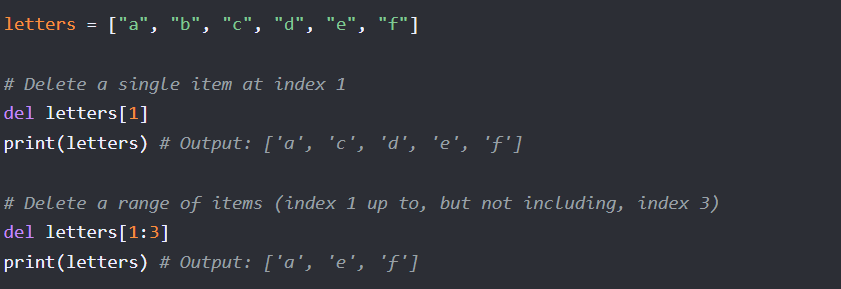 letters = ["a", "b", "c", "d", "e", "f"]
# Delete a single item at index 1
del letters[1]
print(letters) # Output: ['a', 'c', 'd', 'e', 'f']
# Delete a range of items (index 1 up to, but not including, index 3)
del letters[1:3]
print(letters) # Output: ['a', 'e', 'f']